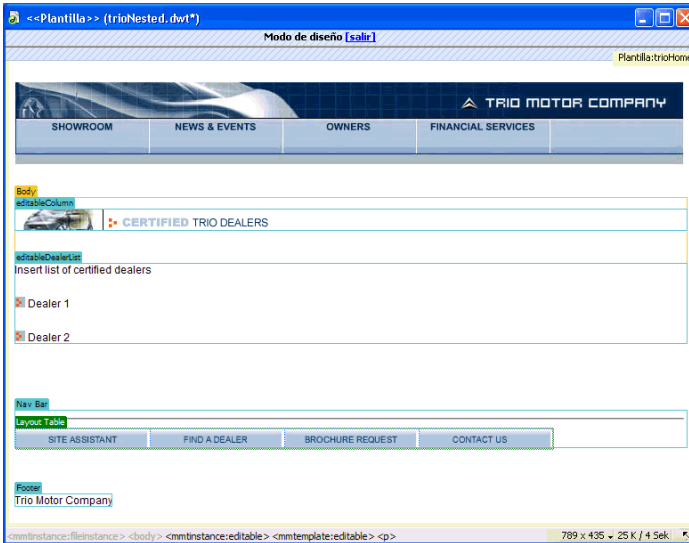 <<Plantilla>> (trioNested.dwt*)
Modo de diseño [salir]
Plantilla:trioHome
TRIO MOTOR COMPANY
SHOWROOM NEWS & EVENTS OWNERS FINANCIAL SERVICES
Body
editableColumn
CERTIFIED TRIO DEALERS
editableDealerList
Insert list of certified dealers
Dealer 1
Dealer 2
Nav Bar
Layout Table
SITE ASSISTANT FIND A DEALER BROCHURE REQUEST CONTACT US
Footer
Trio Motor Company
<mmtinstance:fileinstance> <body> <mmtinstance:editable> <mmtemplate:editable> <p> 789 x 435 25 K / 4 Sek